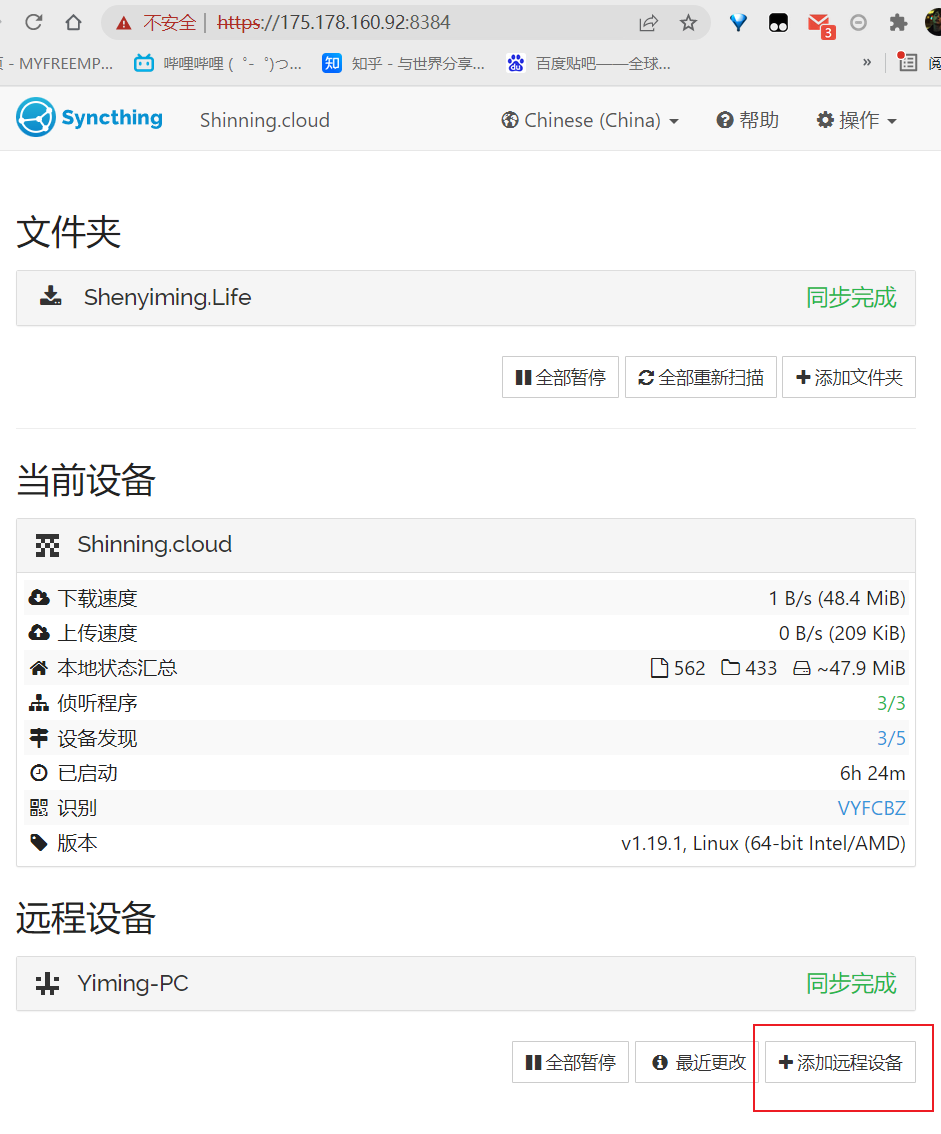 不安全 https://175.178.160.92:8384
3
页 - MYFREEMP... 哔哩哔哩 ( ゜- ゜)つ... 知 知乎 - 与世界分享... 百度贴吧——全球... » 阅
Syncthing Shinning.cloud Chinese (China) 帮助 操作
文件夹
Shenyiming.Life 同步完成
全部暂停 全部重新扫描 添加文件夹
当前设备
Shinning.cloud
下载速度 1 B/s (48.4 MiB)
上传速度 0 B/s (209 KiB)
本地状态汇总 562 433 ~47.9 MiB
侦听程序 3/3
设备发现 3/5
已启动 6h 24m
识别 VYFCBZ
版本 v1.19.1, Linux (64-bit Intel/AMD)
远程设备
Yiming-PC 同步完成
全部暂停 最近更改 添加远程设备